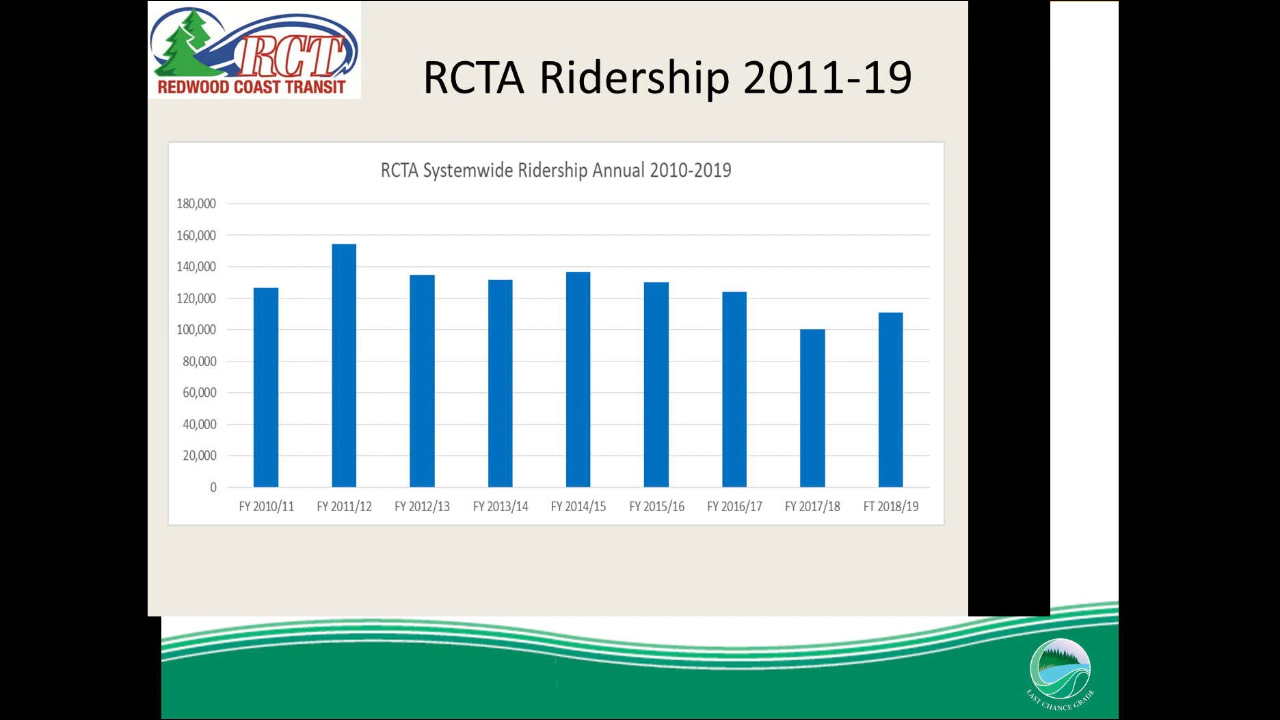 RCT
REDWOOD COAST TRANSIT
RCTA Ridership 2011-19
RCTA Systemwide Ridership Annual 2010-2019
180,000
160,000
140,000
120,000
100,000
80,000
60,000
40,000
20,000
0
FY 2010/11 FY 2011/12 FY 2012/13 FY 2013/14 FY 2014/15 FY 2015/16 FY 2016/17 FY 2017/18 FT 2018/19
LAST CHANCE GRADE